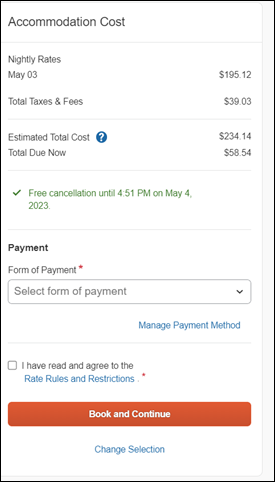 Accommodation Cost
Nightly Rates
May 03 $195.12
Total Taxes & Fees $39.03
Estimated Total Cost ? $234.14
Total Due Now $58.54
Free cancellation until 4:51 PM on May 4,
2023.
Payment
Form of Payment *
Select form of payment
Manage Payment Method
I have read and agree to the
Rate Rules and Restrictions . *
Book and Continue
Change Selection